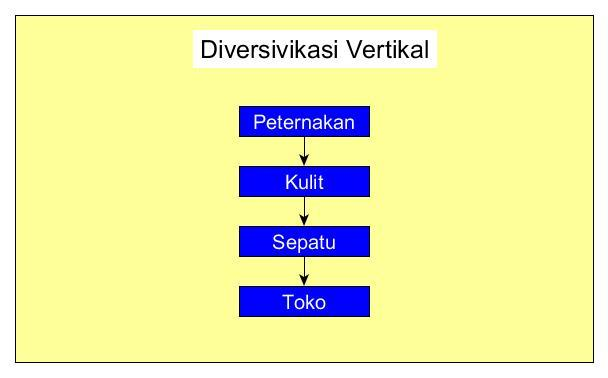 Diversivikasi Vertikal
Peternakan
Kulit
Sepatu
Toko